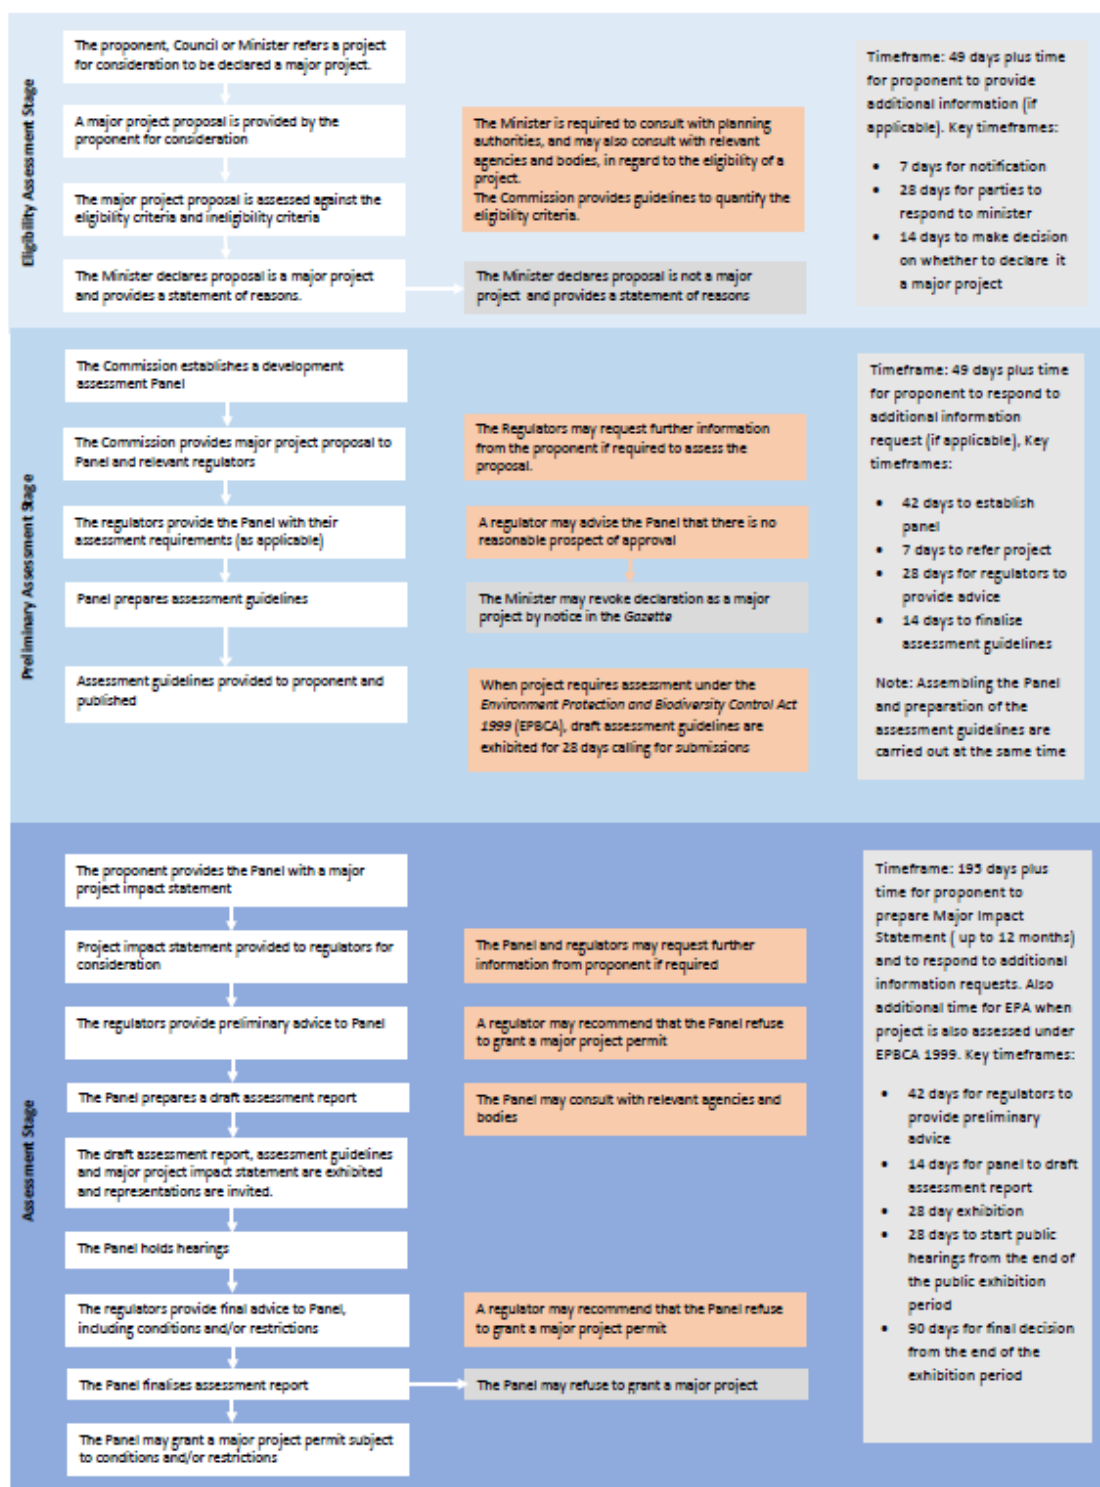 Eligibility Assessment Stage
The proponent, Council or Minister refers a project
for consideration to be declared a major project.
A major project proposal is provided by the
proponent for consideration
The major project proposal is assessed against the
eligibility criteria and ineligibility criteria
The Minister declares proposal is a major project
and provides a statement of reasons.
The Minister is required to consult with planning
authorities, and may also consult with relevant
agencies and bodies, in regard to the eligibility of a
project.
The Commission provides guidelines to quantify the
eligibility criteria.
The Minister declares proposal is not a major
project and provides a statement of reasons
Timeframe: 49 days plus time
for proponent to provide
additional information (if
applicable). Key timeframes:
• 7 days for notification
• 28 days for parties to
respond to minister
• 14 days to make decision
on whether to declare it
a major project
Preliminary Assessment Stage
The Commission establishes a development
assessment Panel
The Commission provides major project proposal to
Panel and relevant regulators
The regulators provide the Panel with their
assessment requirements (as applicable)
Panel prepares assessment guidelines
Assessment guidelines provided to proponent and
published
The Regulators may request further information
from the proponent if required to assess the
proposal.
A regulator may advise the Panel that there is no
reasonable prospect of approval
The Minister may revoke declaration as a major
project by notice in the Gazette
When project requires assessment under the
Environment Protection and Biodiversity Control Act
1999 (EPBCA), draft assessment guidelines are
exhibited for 28 days calling for submissions
Timeframe: 49 days plus time
for proponent to respond to
additional information
request (if applicable), Key
timeframes:
• 42 days to establish
panel
• 7 days to refer project
• 28 days for regulators to
provide advice
• 14 days to finalise
assessment guidelines
Note: Assembling the Panel
and preparation of the
assessment guidelines are
carried out at the same time
Assessment Stage
The proponent provides the Panel with a major
project impact statement
Project impact statement provided to regulators for
consideration
The regulators provide preliminary advice to Panel
The Panel prepares a draft assessment report
The draft assessment report, assessment guidelines
and major project impact statement are exhibited
and representations are invited.
The Panel holds hearings
The regulators provide final advice to Panel,
including conditions and/or restrictions
The Panel finalises assessment report
The Panel may grant a major project permit subject
to conditions and/or restrictions
The Panel and regulators may request further
information from proponent if required
A regulator may recommend that the Panel refuse
to grant a major project permit
The Panel may consult with relevant agencies and
bodies
A regulator may recommend that the Panel refuse
to grant a major project permit
The Panel may refuse to grant a major project
Timeframe: 195 days plus
time for proponent to
prepare Major Impact
Statement ( up to 12 months)
and to respond to additional
information requests. Also
additional time for EPA when
project is also assessed under
EPBCA 1999. Key timeframes:
• 42 days for regulators to
provide preliminary
advice
• 14 days for panel to draft
assessment report
• 28 day exhibition
• 28 days to start public
hearings from the end of
the public exhibition
period
• 90 days for final decision
from the end of the
exhibition period